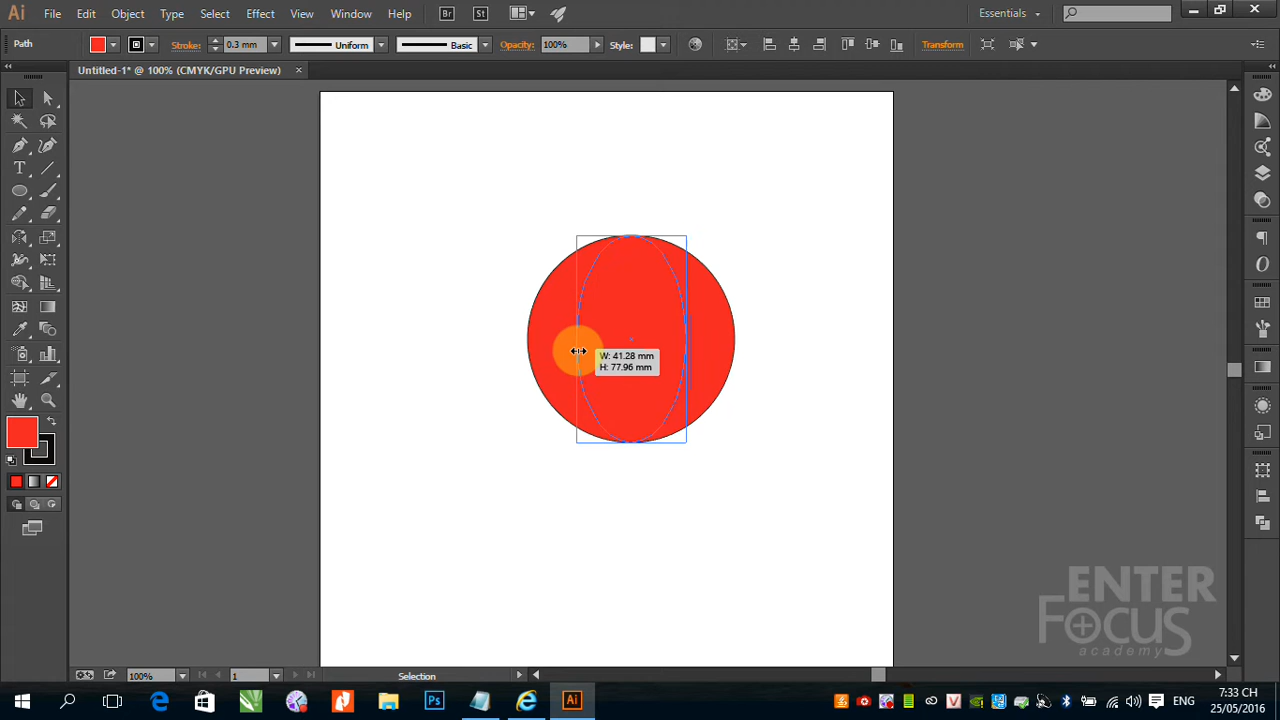 Ai File Edit Object Type Select Effect View Window Help Br St Essentials
Path Stroke: 0.3 mm Uniform Basic Opacity: 100% Style: Transform
Untitled-1* @ 100% (CMYK/GPU Preview)
W: 41.28 mm
H: 77.96 mm
ENTER
FOCUS
academy
100% 1 Selection
Ps Ai ENG 7:33 CH
25/05/2016